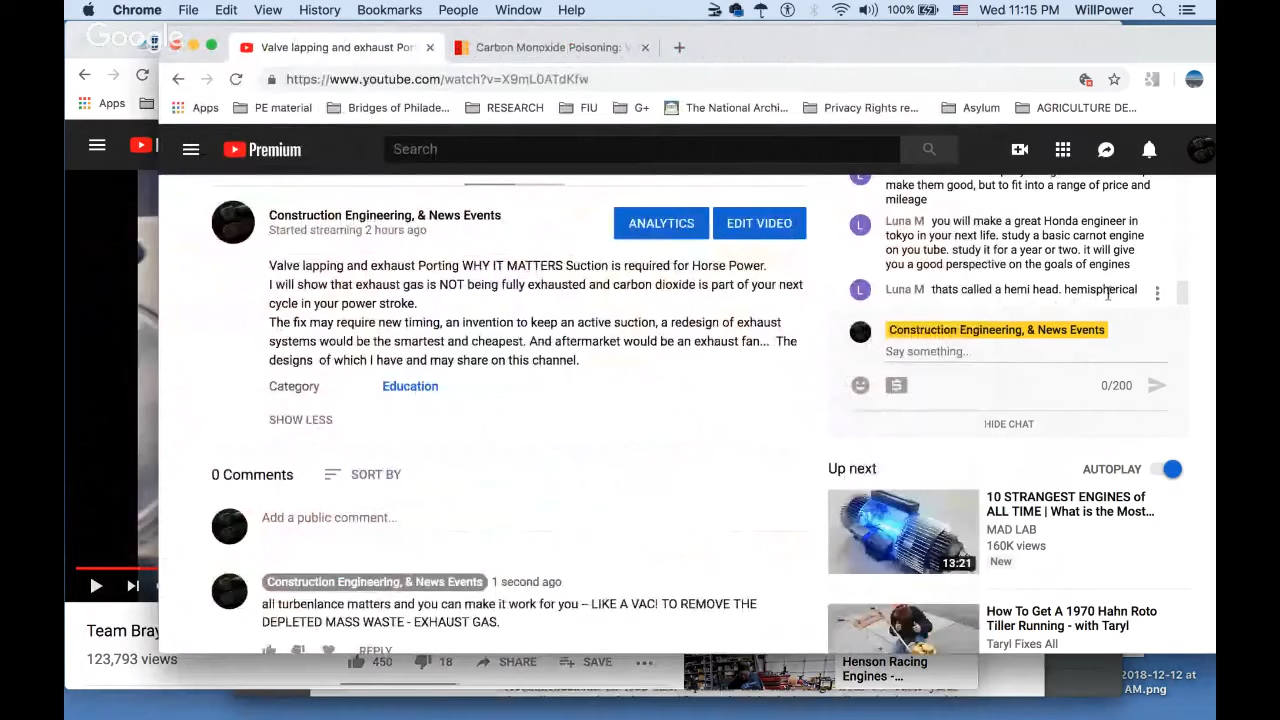 Chrome File Edit View History Bookmarks People Window Help 100% Wed 11:15 PM WillPower
Google
Valve lapping and exhaust Por × Carbon Monoxide Poisoning: × +
https://www.youtube.com/watch?v=X9mL0ATdKfw
Apps
Apps PE material Bridges of Philade... RESEARCH FIU G+ The National Archi... Privacy Rights re... Asylum AGRICULTURE DE...
Premium Search
make them good, but to fit into a range of price and
mileage
Luna M you will make a great Honda engineer in
tokyo in your next life. study a basic carnot engine
on you tube. study it for a year or two. it will give
you a good perspective on the goals of engines
Luna M thats called a hemi head. hemispherical
Construction Engineering, & News Events
Say something...
0/200
HIDE CHAT
Construction Engineering, & News Events
Started streaming 2 hours ago
ANALYTICS EDIT VIDEO
Valve lapping and exhaust Porting WHY IT MATTERS Suction is required for Horse Power.
I will show that exhaust gas is NOT being fully exhausted and carbon dioxide is part of your next
cycle in your power stroke.
The fix may require new timing, an invention to keep an active suction, a redesign of exhaust
systems would be the smartest and cheapest. And aftermarket would be an exhaust fan... The
designs of which I have and may share on this channel.
Category Education
SHOW LESS
0 Comments SORT BY
Add a public comment...
Construction Engineering, & News Events 1 second ago
all turbenlance matters and you can make it work for you -- LIKE A VAC! TO REMOVE THE
DEPLETED MASS WASTE - EXHAUST GAS.
REPLY
Up next AUTOPLAY
10 STRANGEST ENGINES of
ALL TIME | What is the Most...
MAD LAB
160K views
New
13:21
How To Get A 1970 Hahn Roto
Tiller Running - with Taryl
Taryl Fixes All
Team Bray
123,793 views
450 18 SHARE SAVE
Henson Racing
Engines -...
2018-12-12 at
AM.png